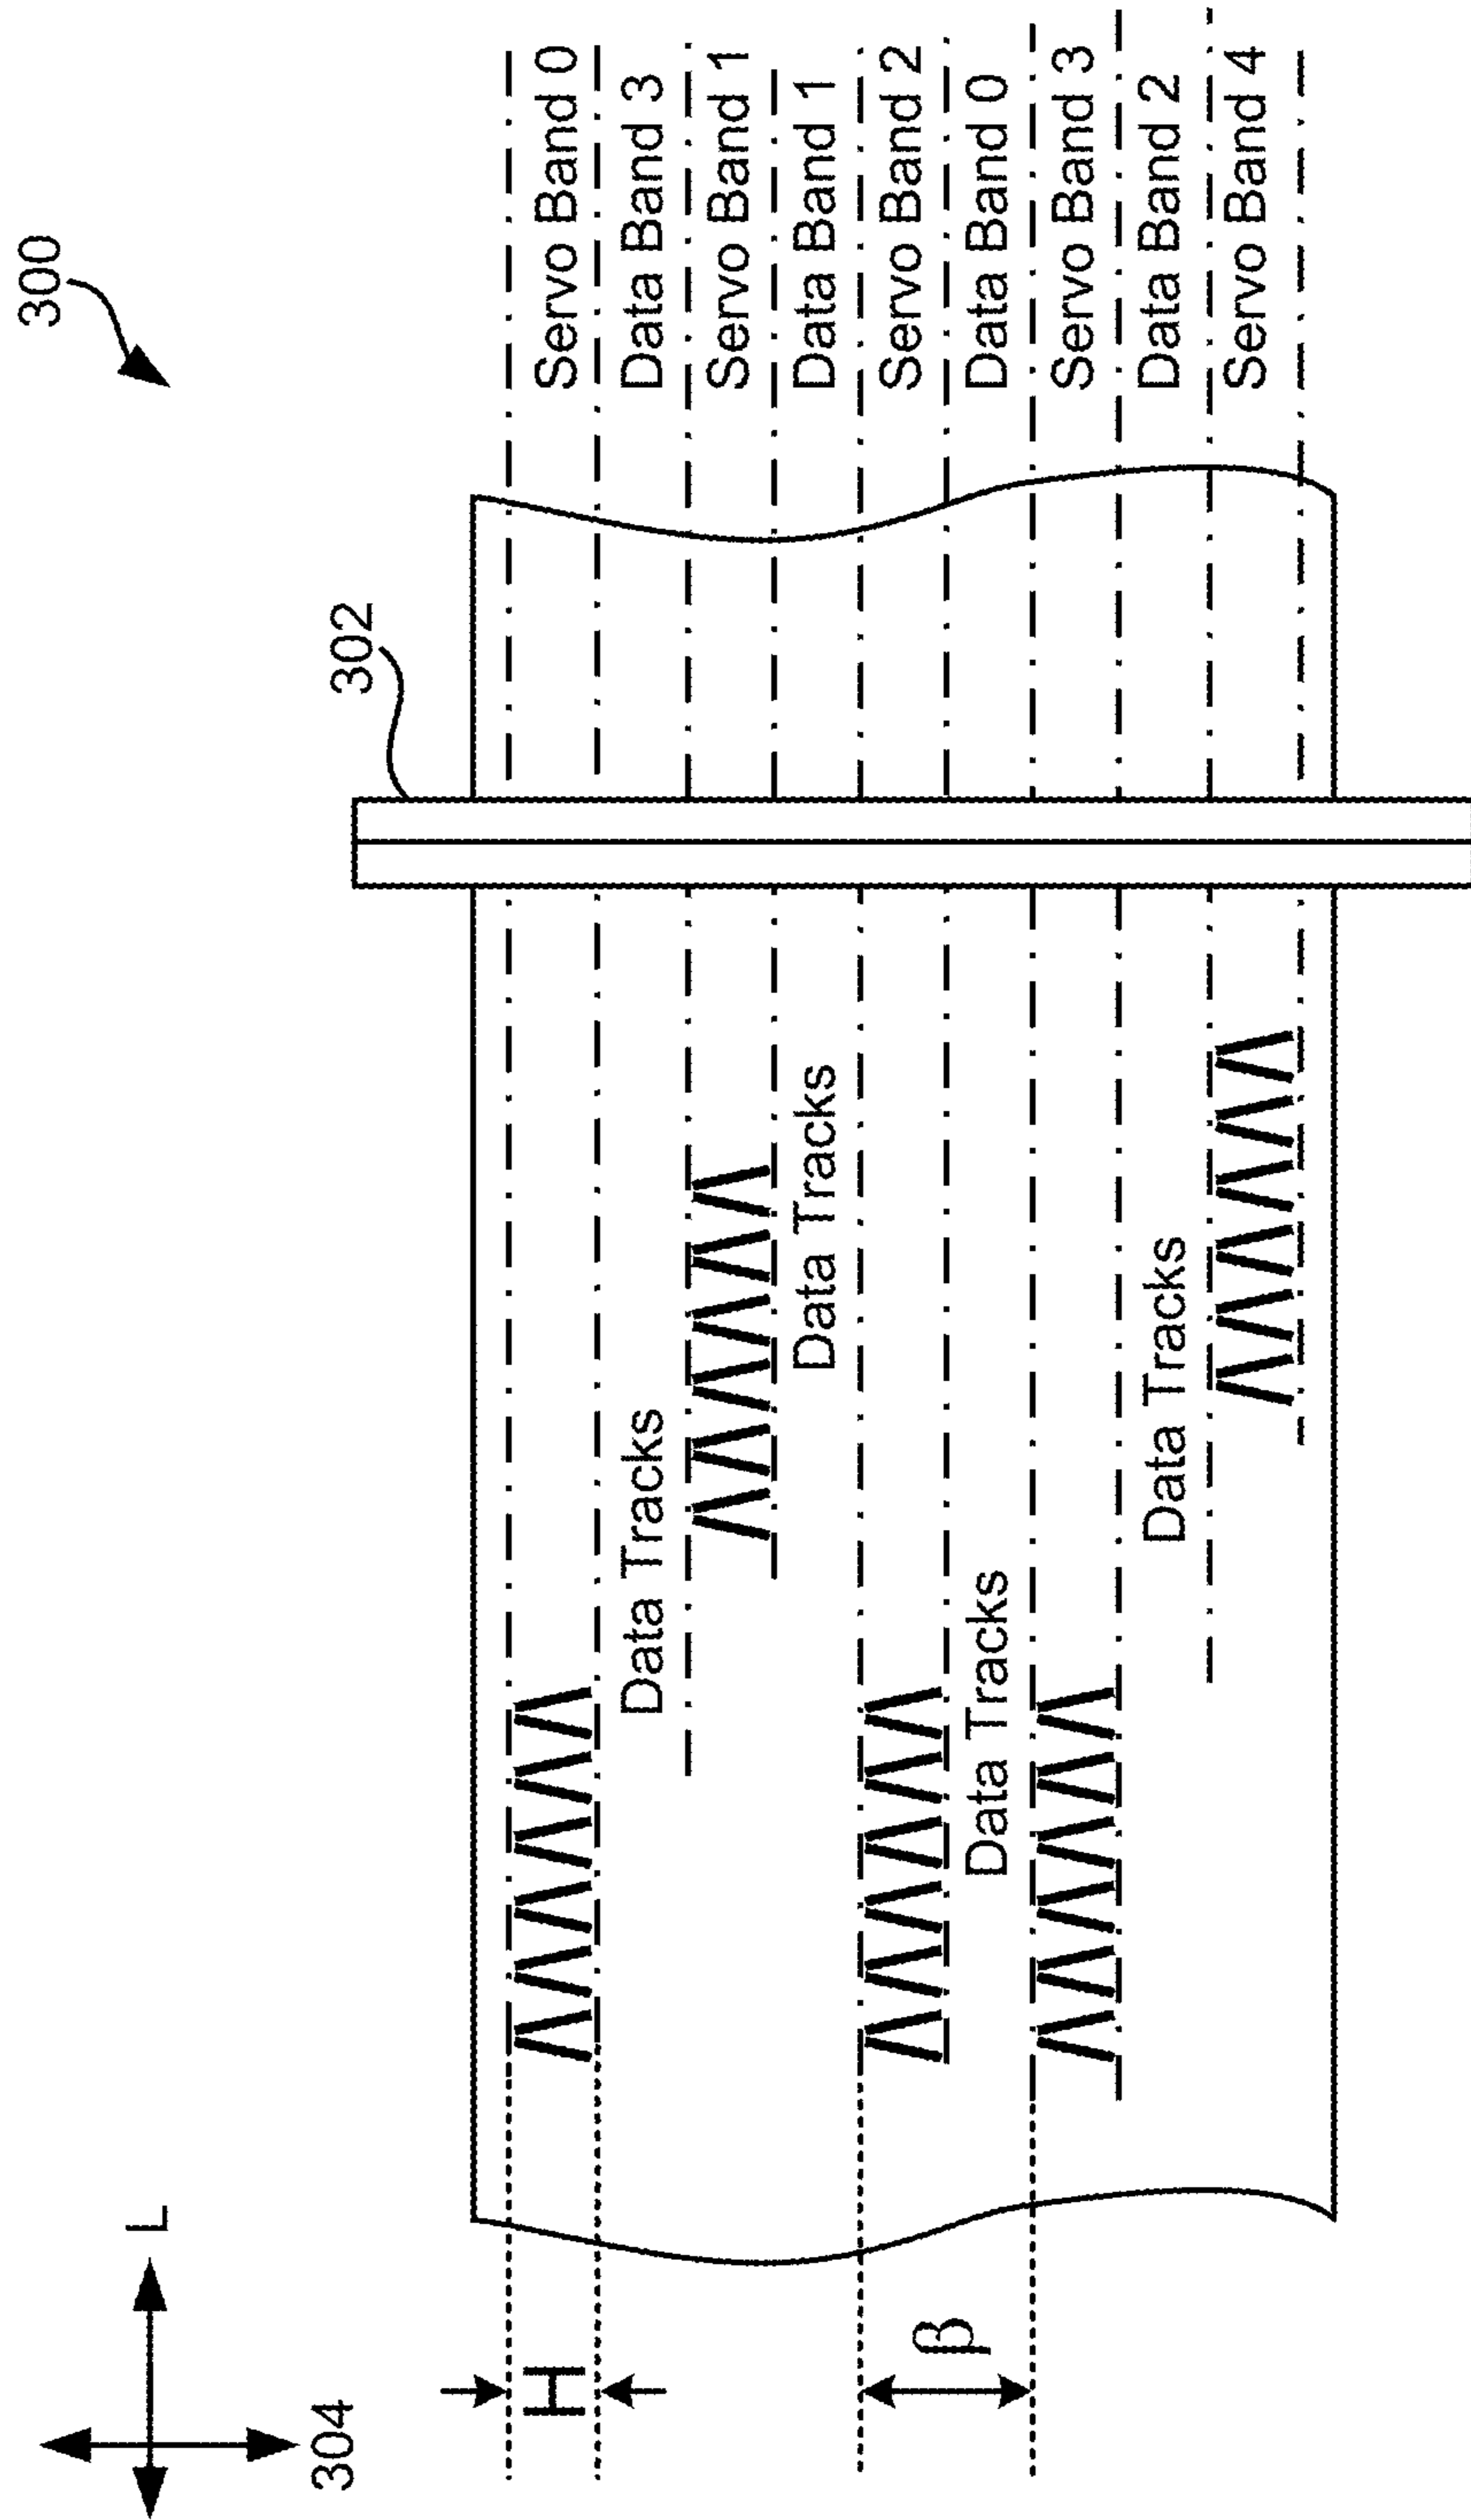 300
302
L
304
Servo Band 0
Data Band 3
Servo Band 1
Data Band 1
Servo Band 2
Data Band 0
Servo Band 3
Data Band 2
Servo Band 4
Data Tracks
Data Tracks
Data Tracks
Data Tracks
H
β